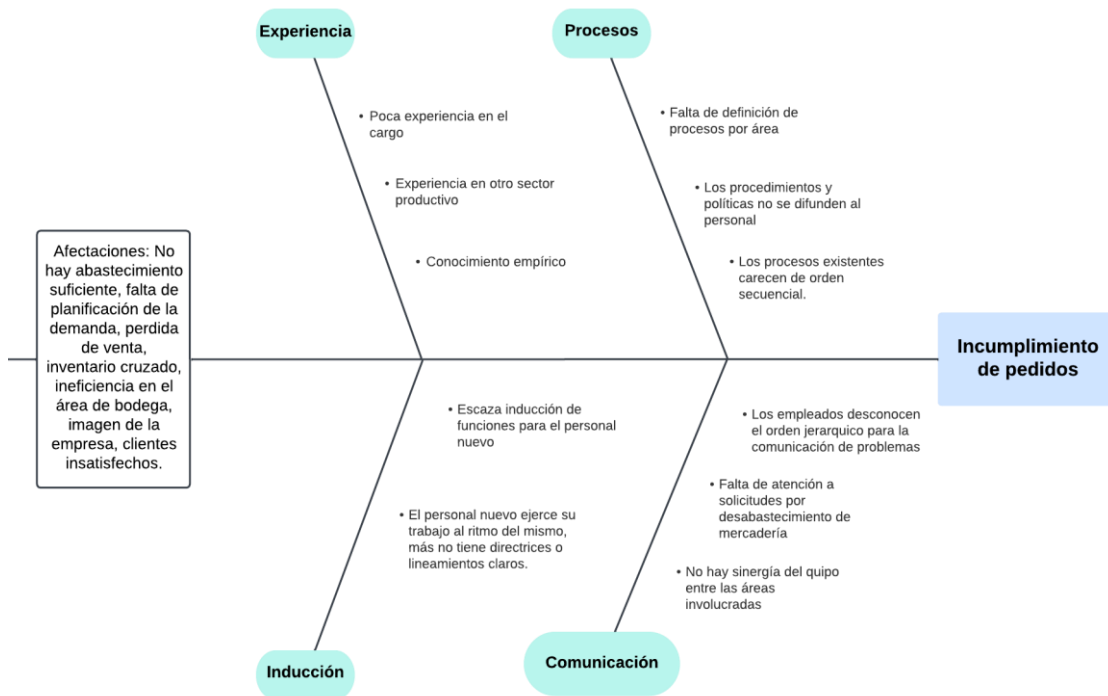 Experiencia
Procesos
• Poca experiencia en el
cargo
• Experiencia en otro sector
productivo
• Conocimiento empírico
• Falta de definición de
procesos por área
• Los procedimientos y
políticas no se difunden al
personal
• Los procesos existentes
carecen de orden
secuencial.
Afectaciones: No
hay abastecimiento
suficiente, falta de
planificación de la
demanda, perdida
de venta,
inventario cruzado,
ineficiencia en el
área de bodega,
imagen de la
empresa, clientes
insatisfechos.
Incumplimiento
de pedidos
• Escaza inducción de
funciones para el personal
nuevo
• El personal nuevo ejerce su
trabajo al ritmo del mismo,
más no tiene directrices o
lineamientos claros.
• Los empleados desconocen
el orden jerarquico para la
comunicación de problemas
• Falta de atención a
solicitudes por
desabastecimiento de
mercadería
• No hay sinergía del quipo
entre las áreas
involucradas
Inducción
Comunicación